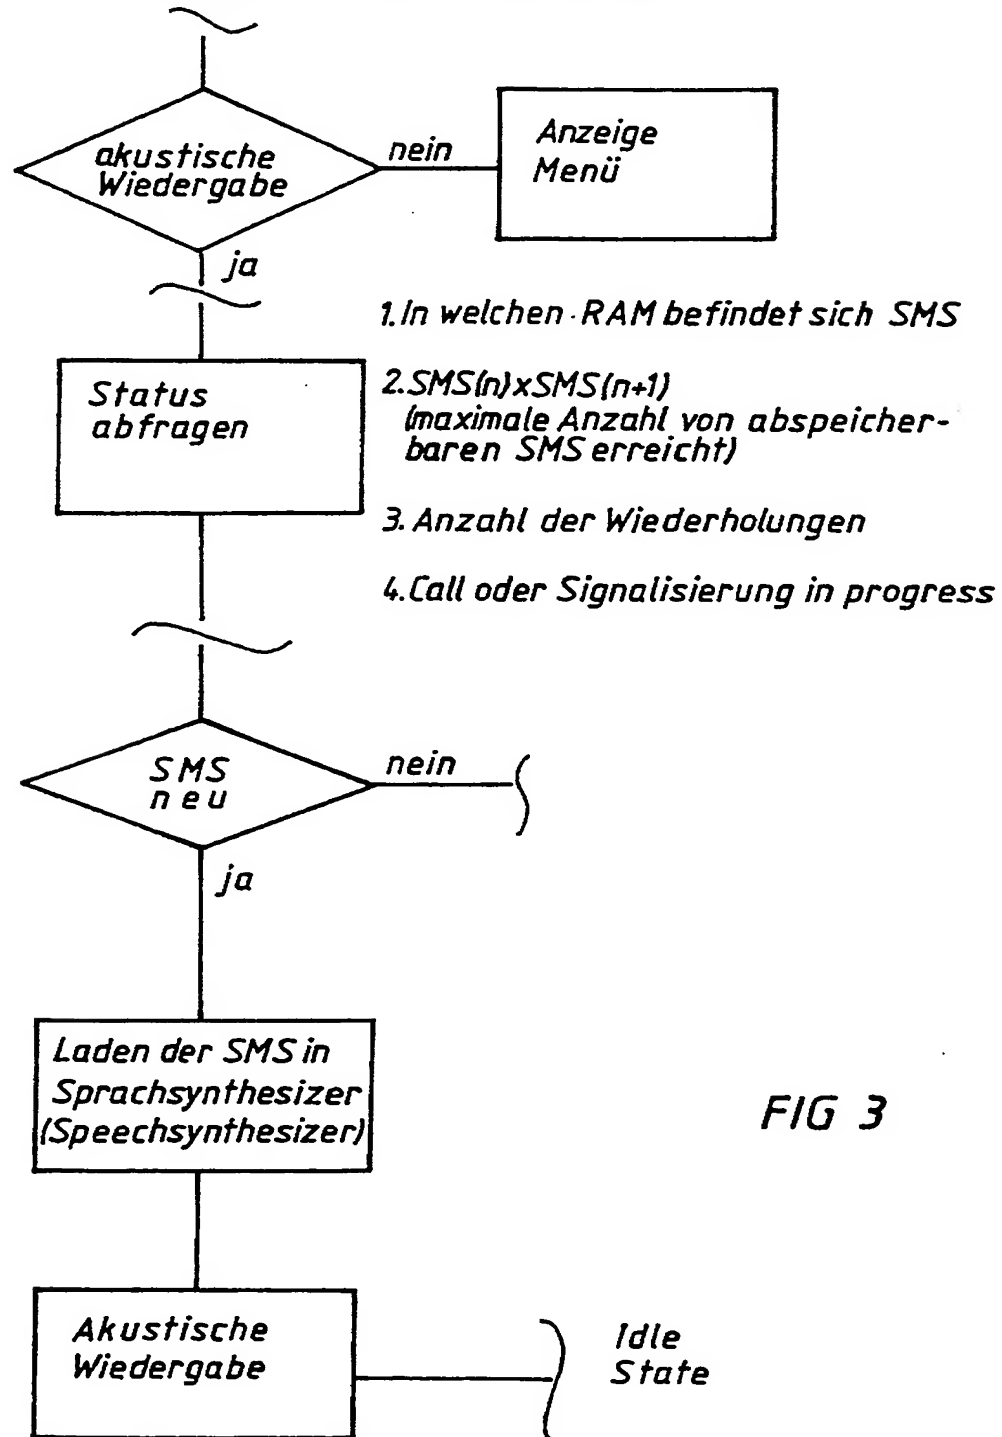 akustische
Wiedergabe
nein
Anzeige
Menü
ja
1. In welchen RAM befindet sich SMS
Status
abfragen
2. SMS(n)xSMS(n+1)
(maximale Anzahl von abspeicher-
baren SMS erreicht)
3. Anzahl der Wiederholungen
4. Call oder Signalisierung in progress
SMS
neu
nein
ja
Laden der SMS in
Sprachsynthesizer
(Speechsynthesizer)
FIG 3
Akustische
Wiedergabe
Idle
State